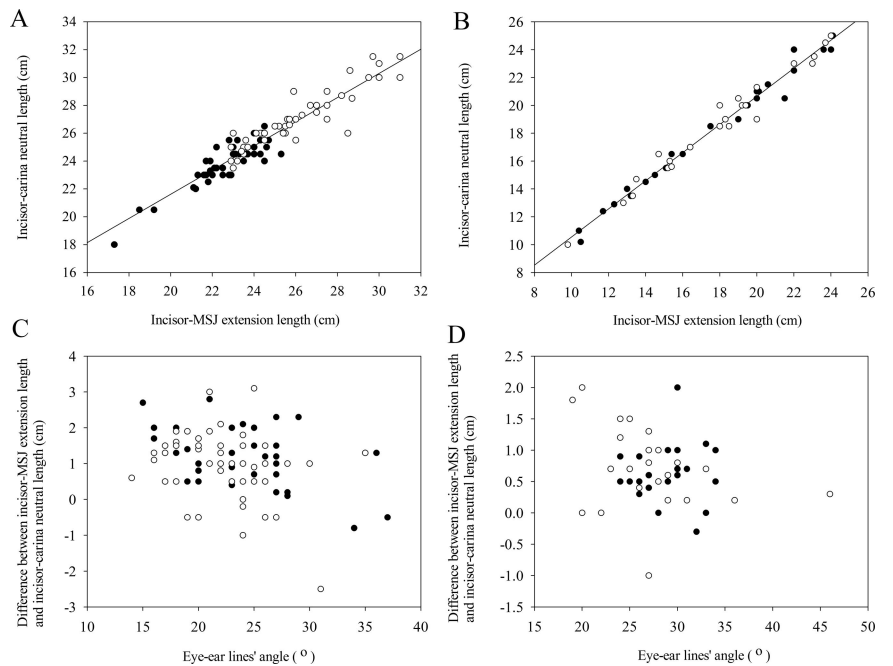 A
34
32
30
28
26
24
22
20
18
16
Incisor-carina neutral length (cm)
16 18 20 22 24 26 28 30 32
Incisor-MSJ extension length (cm)
B
26
24
22
20
18
16
14
12
10
8
Incisor-carina neutral length (cm)
8 10 12 14 16 18 20 22 24 26
Incisor-MSJ extension length (cm)
C
4
3
2
1
0
-1
-2
-3
Difference between incisor-MSJ extension length
and incisor-carina neutral length (cm)
10 15 20 25 30 35 40
Eye-ear lines' angle ( o )
D
2.5
2.0
1.5
1.0
0.5
0.0
-0.5
-1.0
-1.5
Difference between incisor-MSJ extension length
and incisor-carina neutral length (cm)
15 20 25 30 35 40 45 50
Eye-ear lines' angle ( o )